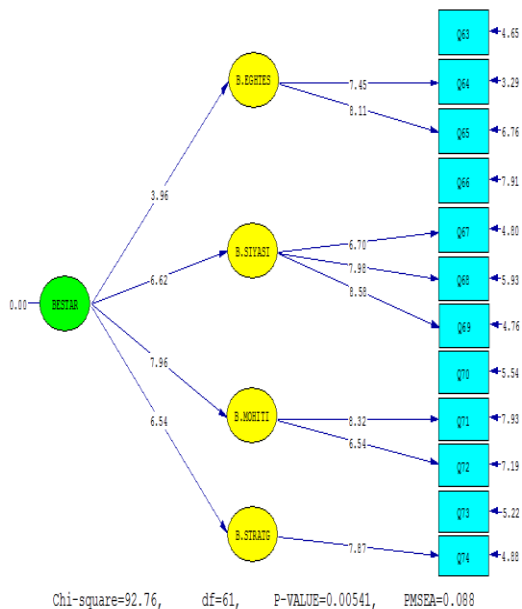 Q63 4.65
B.EGHTES 7.45 Q64 3.29
8.11 Q65 6.76
3.96 Q66 7.91
6.70 Q67 4.80
B.SIYASI 7.98 Q68 5.93
6.62 8.58 Q69 4.76
0.00 BESTAR
7.96 Q70 5.54
B.MOHITI 8.32 Q71 7.93
6.54 6.54 Q72 7.19
Q73 5.22
B.STRATG 7.87 Q74 4.88
Chi-square=92.76, df=61, P-VALUE=0.00541, PMSEA=0.088